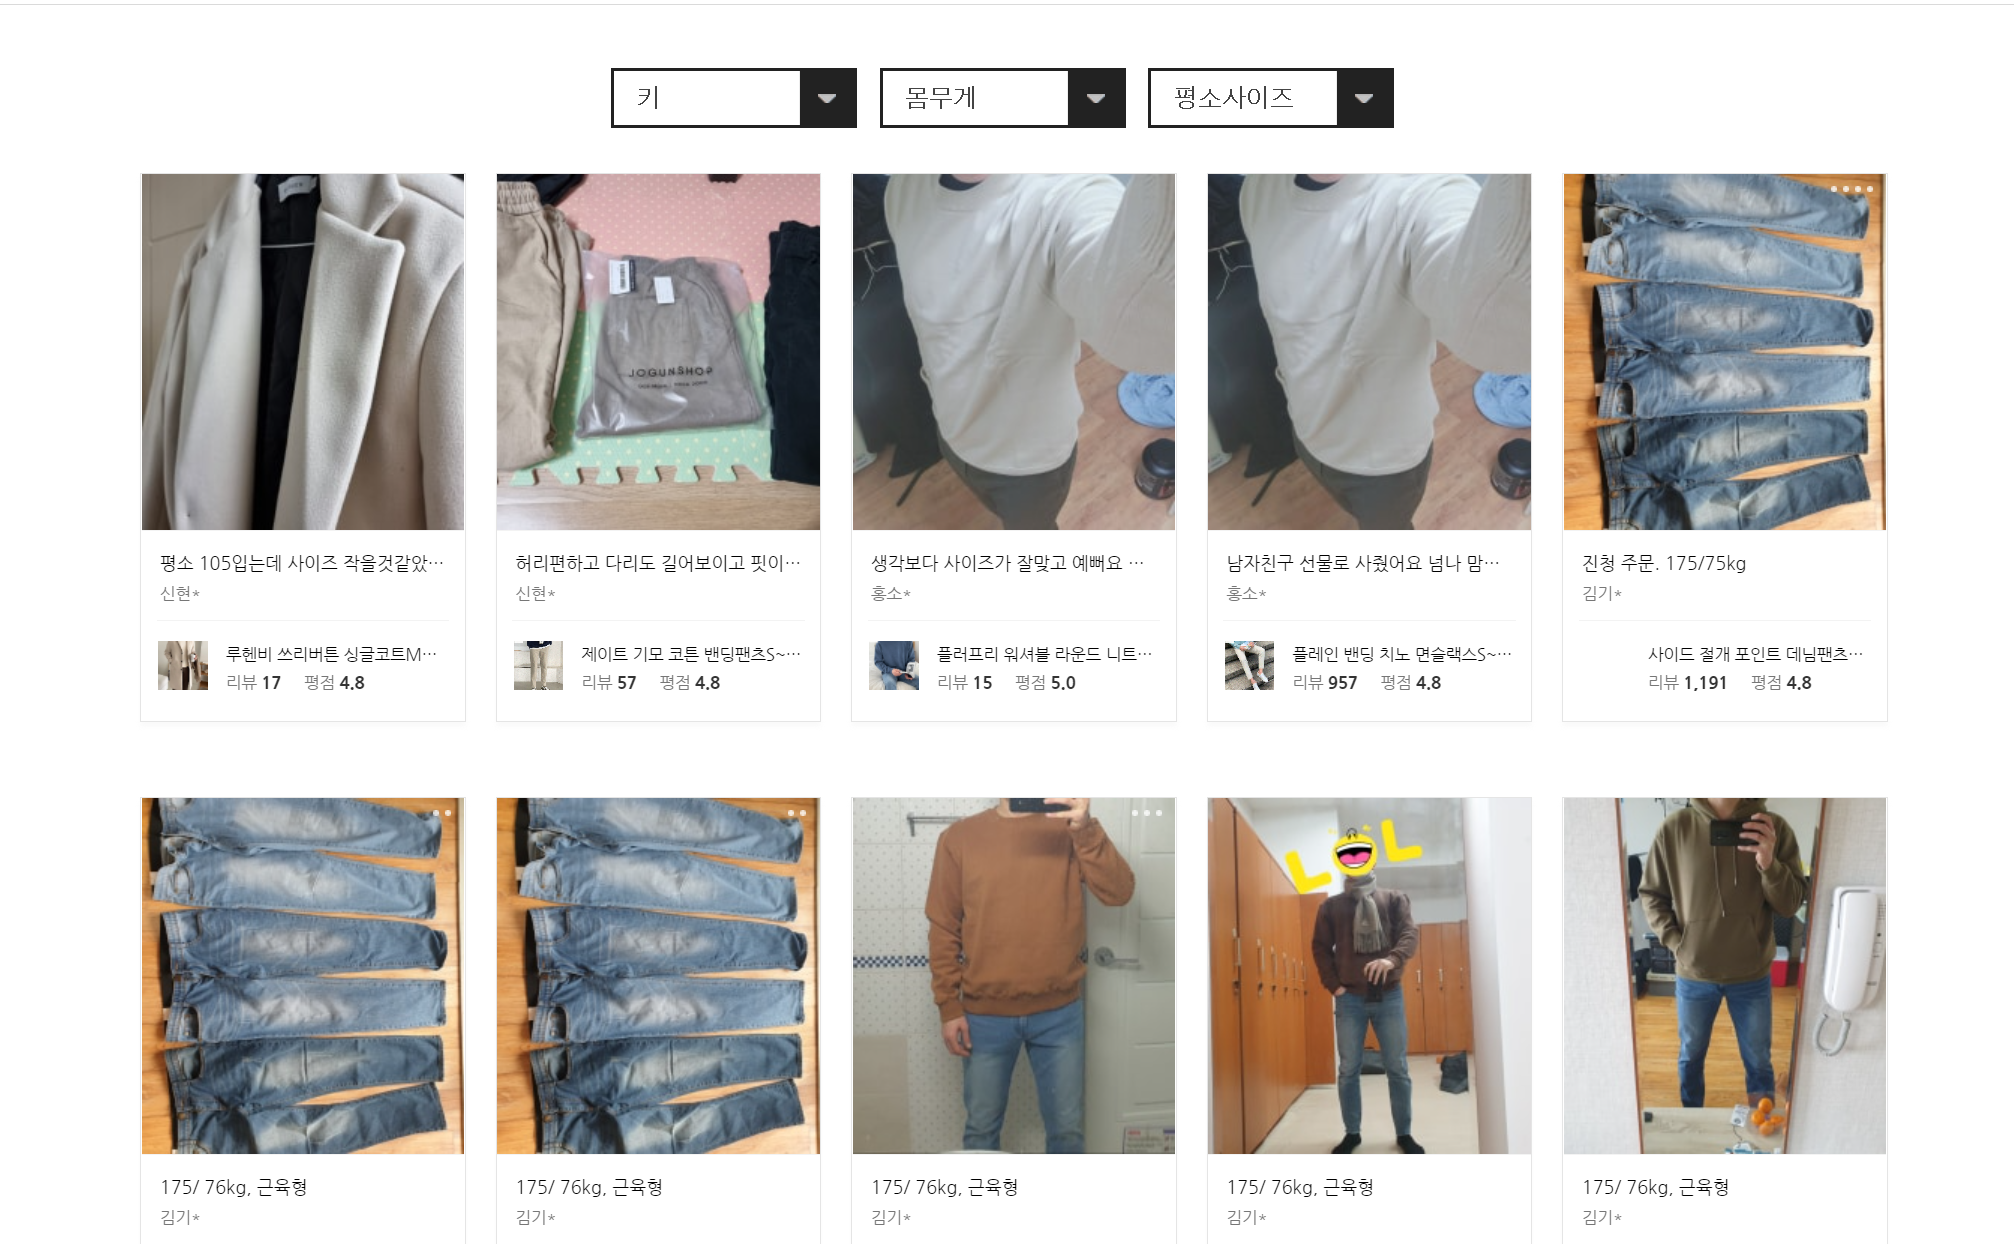 키
몸무게
평소사이즈
JOGUNSHOP
평소 105입는데 사이즈 작을것같았…
신현*
루헨비 쓰리버튼 싱글코트M…
리뷰 17 평점 4.8
허리편하고 다리도 길어보이고 핏이…
신현*
제이트 기모 코튼 밴딩팬츠S~…
리뷰 57 평점 4.8
생각보다 사이즈가 잘맞고 예뻐요 …
홍소*
플러프리 워셔블 라운드 니트…
리뷰 15 평점 5.0
남자친구 선물로 사줬어요 넘나 맘…
홍소*
플레인 밴딩 치노 면슬랙스S~…
리뷰 957 평점 4.8
진청 주문. 175/75kg
김기*
사이드 절개 포인트 데님팬츠…
리뷰 1,191 평점 4.8
LOL
175/ 76kg, 근육형
김기*
175/ 76kg, 근육형
김기*
175/ 76kg, 근육형
김기*
175/ 76kg, 근육형
김기*
175/ 76kg, 근육형
김기*